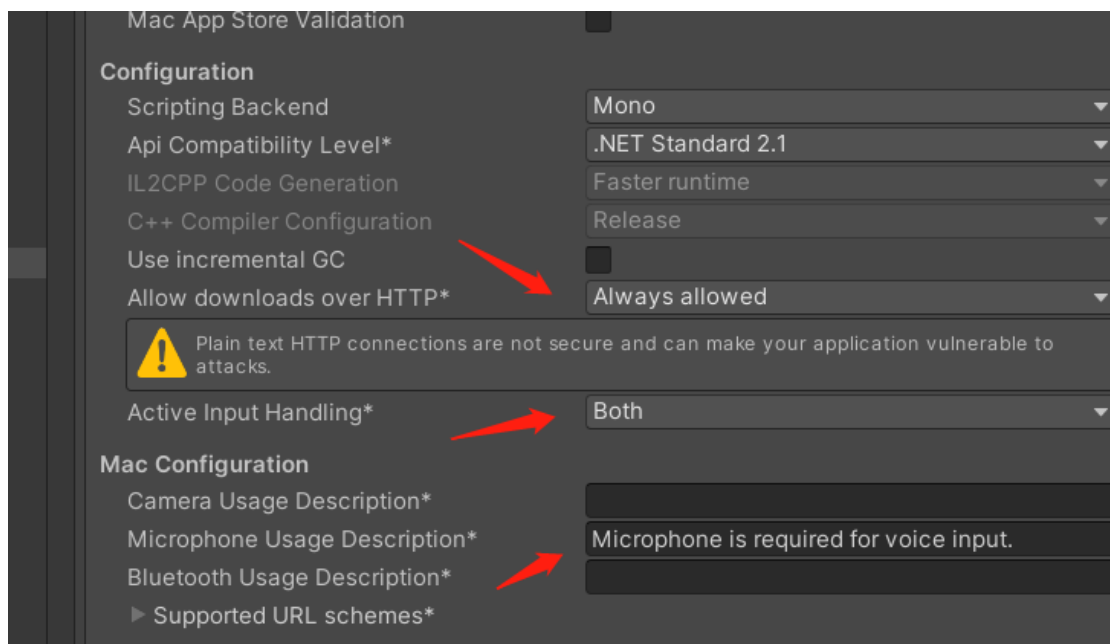 Mac App Store Validation
Configuration
Scripting Backend Mono
Api Compatibility Level* .NET Standard 2.1
IL2CPP Code Generation Faster runtime
C++ Compiler Configuration Release
Use incremental GC
Allow downloads over HTTP* Always allowed
Plain text HTTP connections are not secure and can make your application vulnerable to
attacks.
Active Input Handling* Both
Mac Configuration
Camera Usage Description*
Microphone Usage Description* Microphone is required for voice input.
Bluetooth Usage Description*
Supported URL schemes*